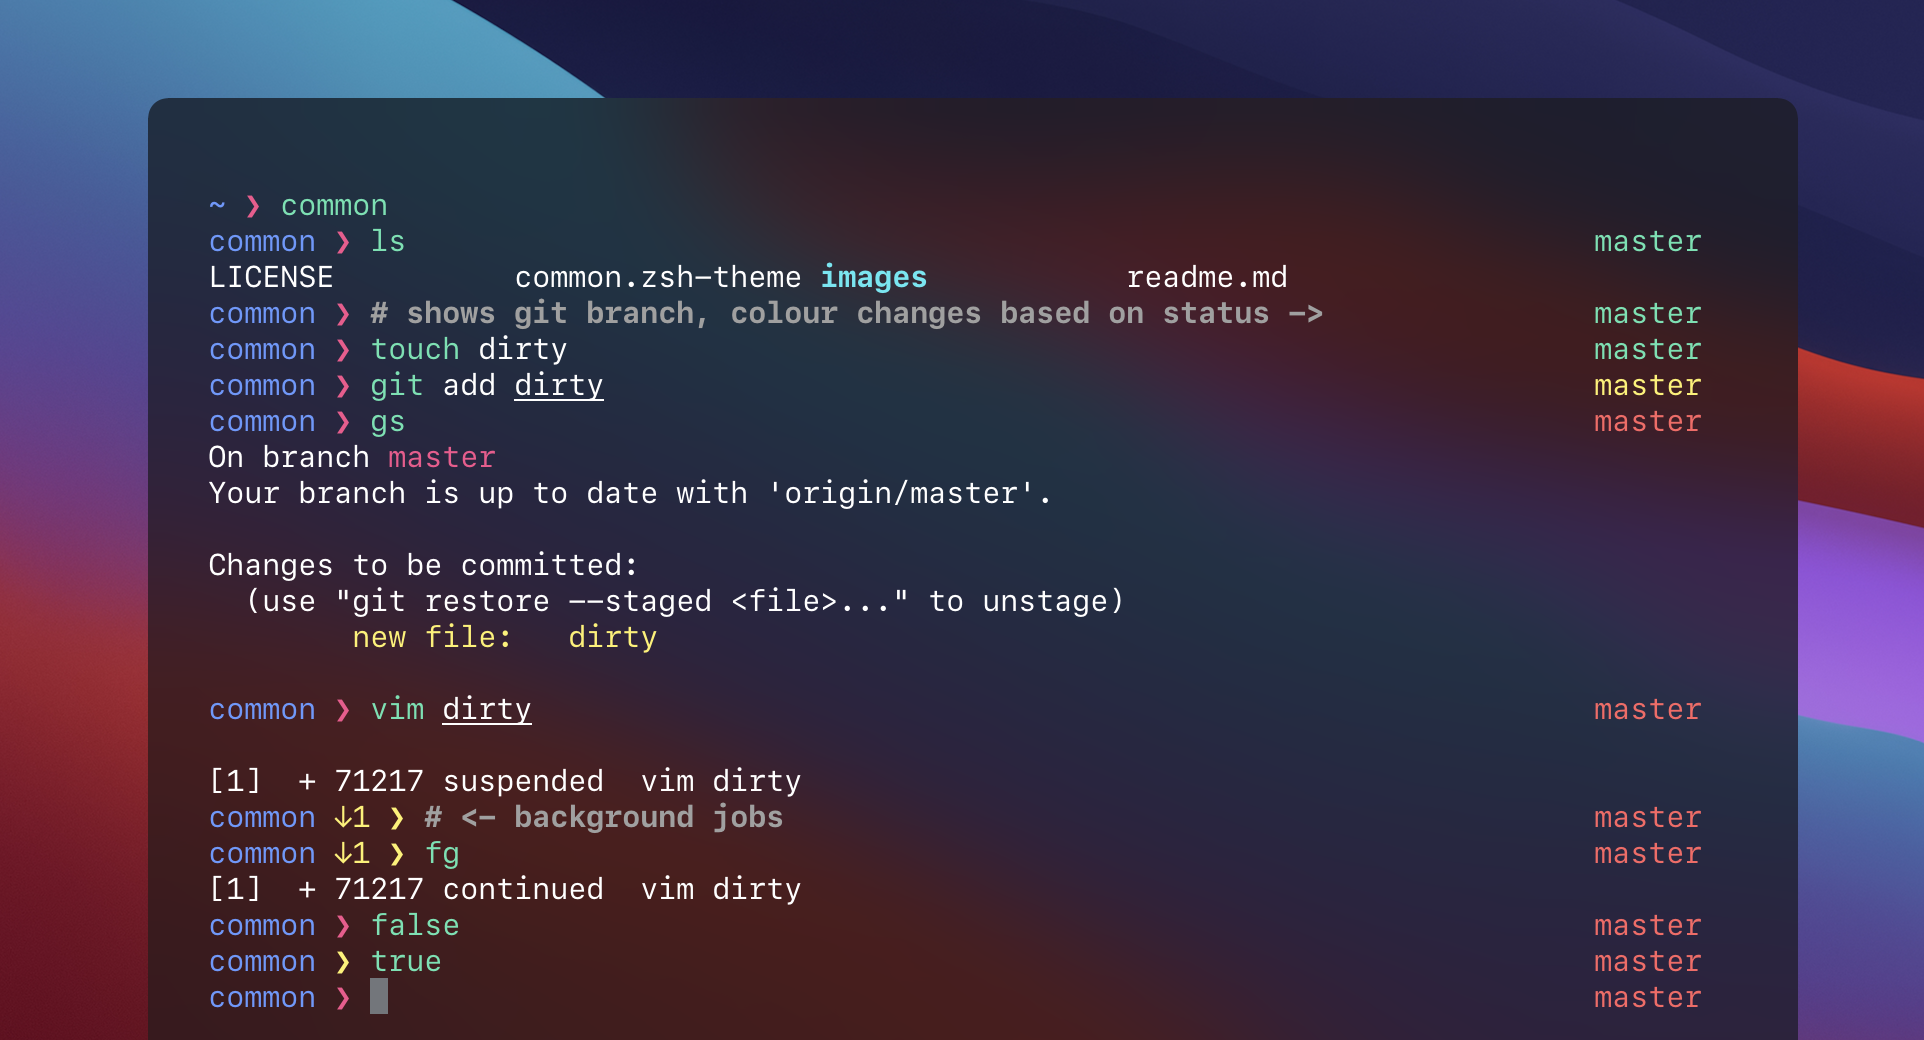 ~ ❯ common
common ❯ ls master
LICENSE common.zsh-theme images readme.md
common ❯ # shows git branch, colour changes based on status -> master
common ❯ touch dirty master
common ❯ git add dirty master
common ❯ gs master
On branch master
Your branch is up to date with 'origin/master'.
Changes to be committed:
(use "git restore --staged <file>..." to unstage)
new file: dirty
common ❯ vim dirty master
[1] + 71217 suspended vim dirty
common ↓1 ❯ # <- background jobs master
common ↓1 ❯ fg master
[1] + 71217 continued vim dirty
common ❯ false master
common ❯ true master
common ❯ master